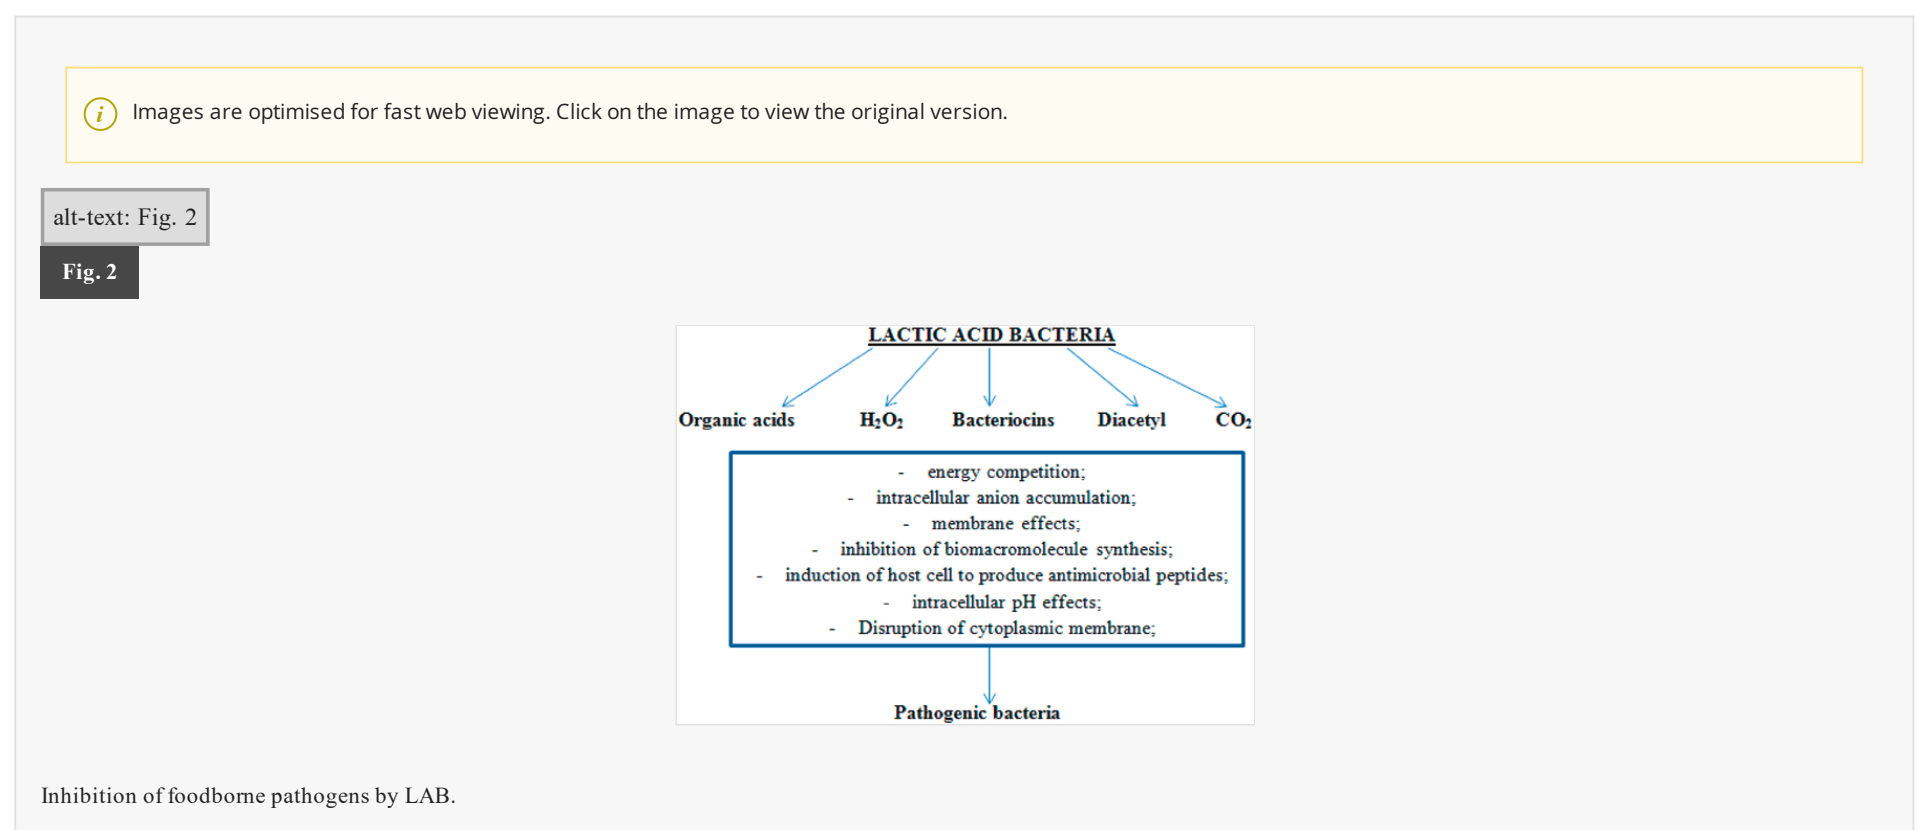 Images are optimised for fast web viewing. Click on the image to view the original version.
alt-text: Fig. 2
Fig. 2
LACTIC ACID BACTERIA
Organic acids H₂O₂ Bacteriocins Diacetyl CO₂
- energy competition;
- intracellular anion accumulation;
- membrane effects;
- inhibition of biomacromolecule synthesis;
- induction of host cell to produce antimicrobial peptides;
- intracellular pH effects;
- Disruption of cytoplasmic membrane;
Pathogenic bacteria
Inhibition of foodborne pathogens by LAB.